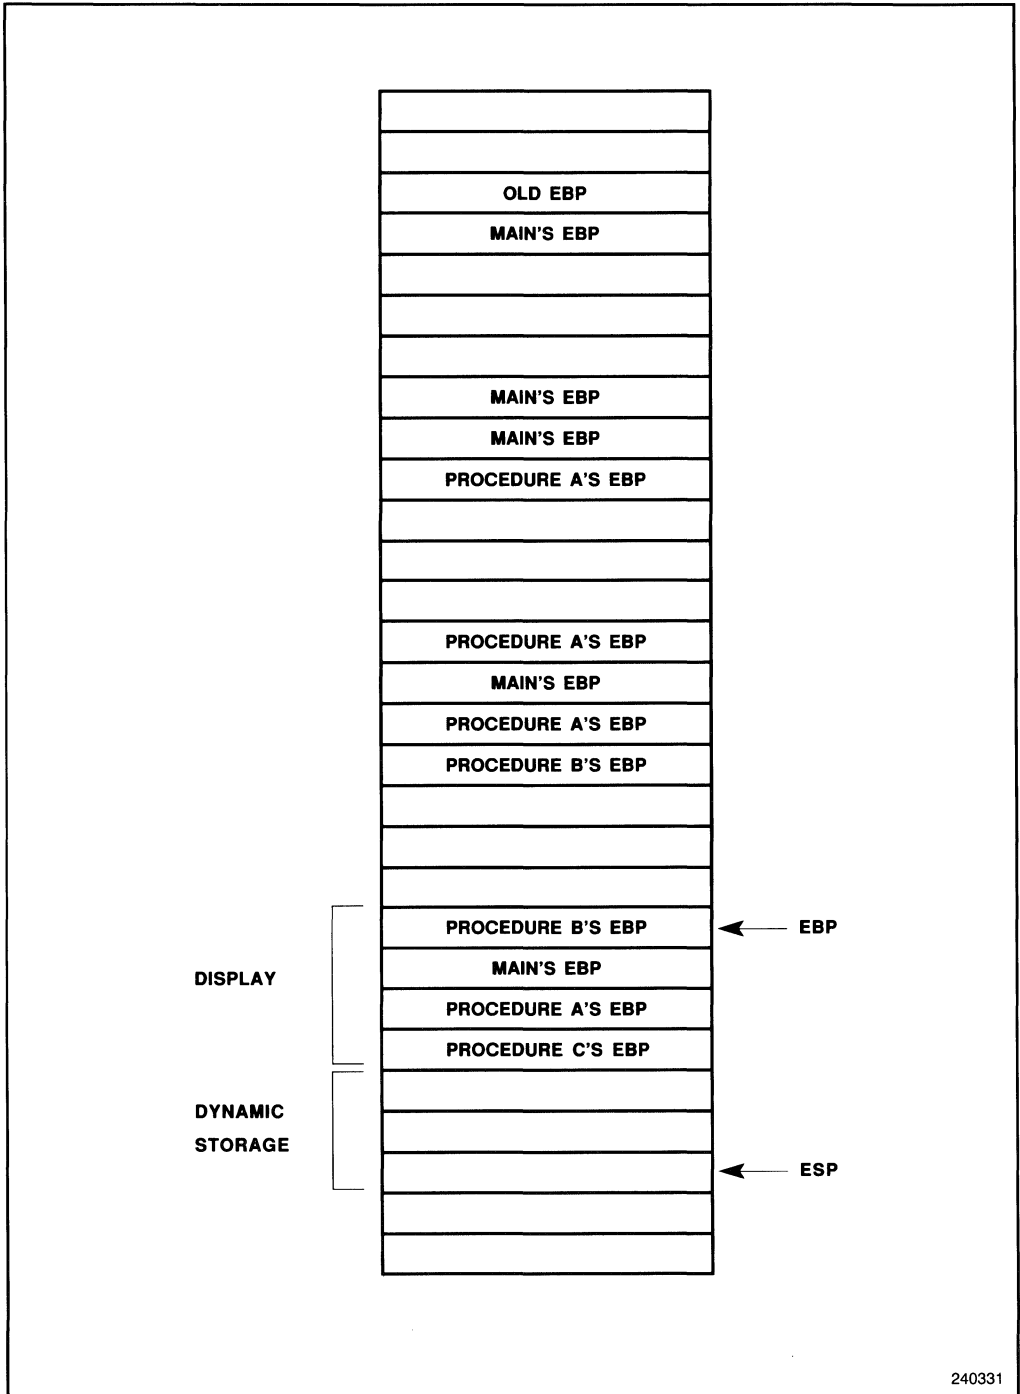 OLD EBP
MAIN'S EBP
MAIN'S EBP
MAIN'S EBP
PROCEDURE A'S EBP
PROCEDURE A'S EBP
MAIN'S EBP
PROCEDURE A'S EBP
PROCEDURE B'S EBP
PROCEDURE B'S EBP
EBP
DISPLAY
MAIN'S EBP
PROCEDURE A'S EBP
PROCEDURE C'S EBP
DYNAMIC
STORAGE
ESP
240331